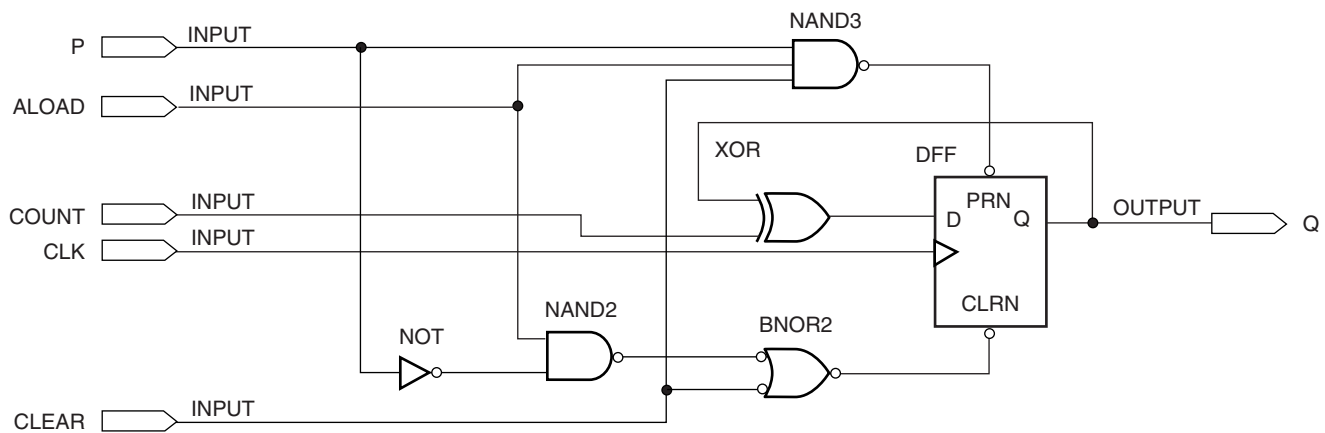 NAND3
P INPUT
ALOAD INPUT
XOR DFF
PRN
COUNT INPUT
D Q OUTPUT Q
CLK INPUT
CLRN
NAND2 BNOR2
NOT
CLEAR INPUT